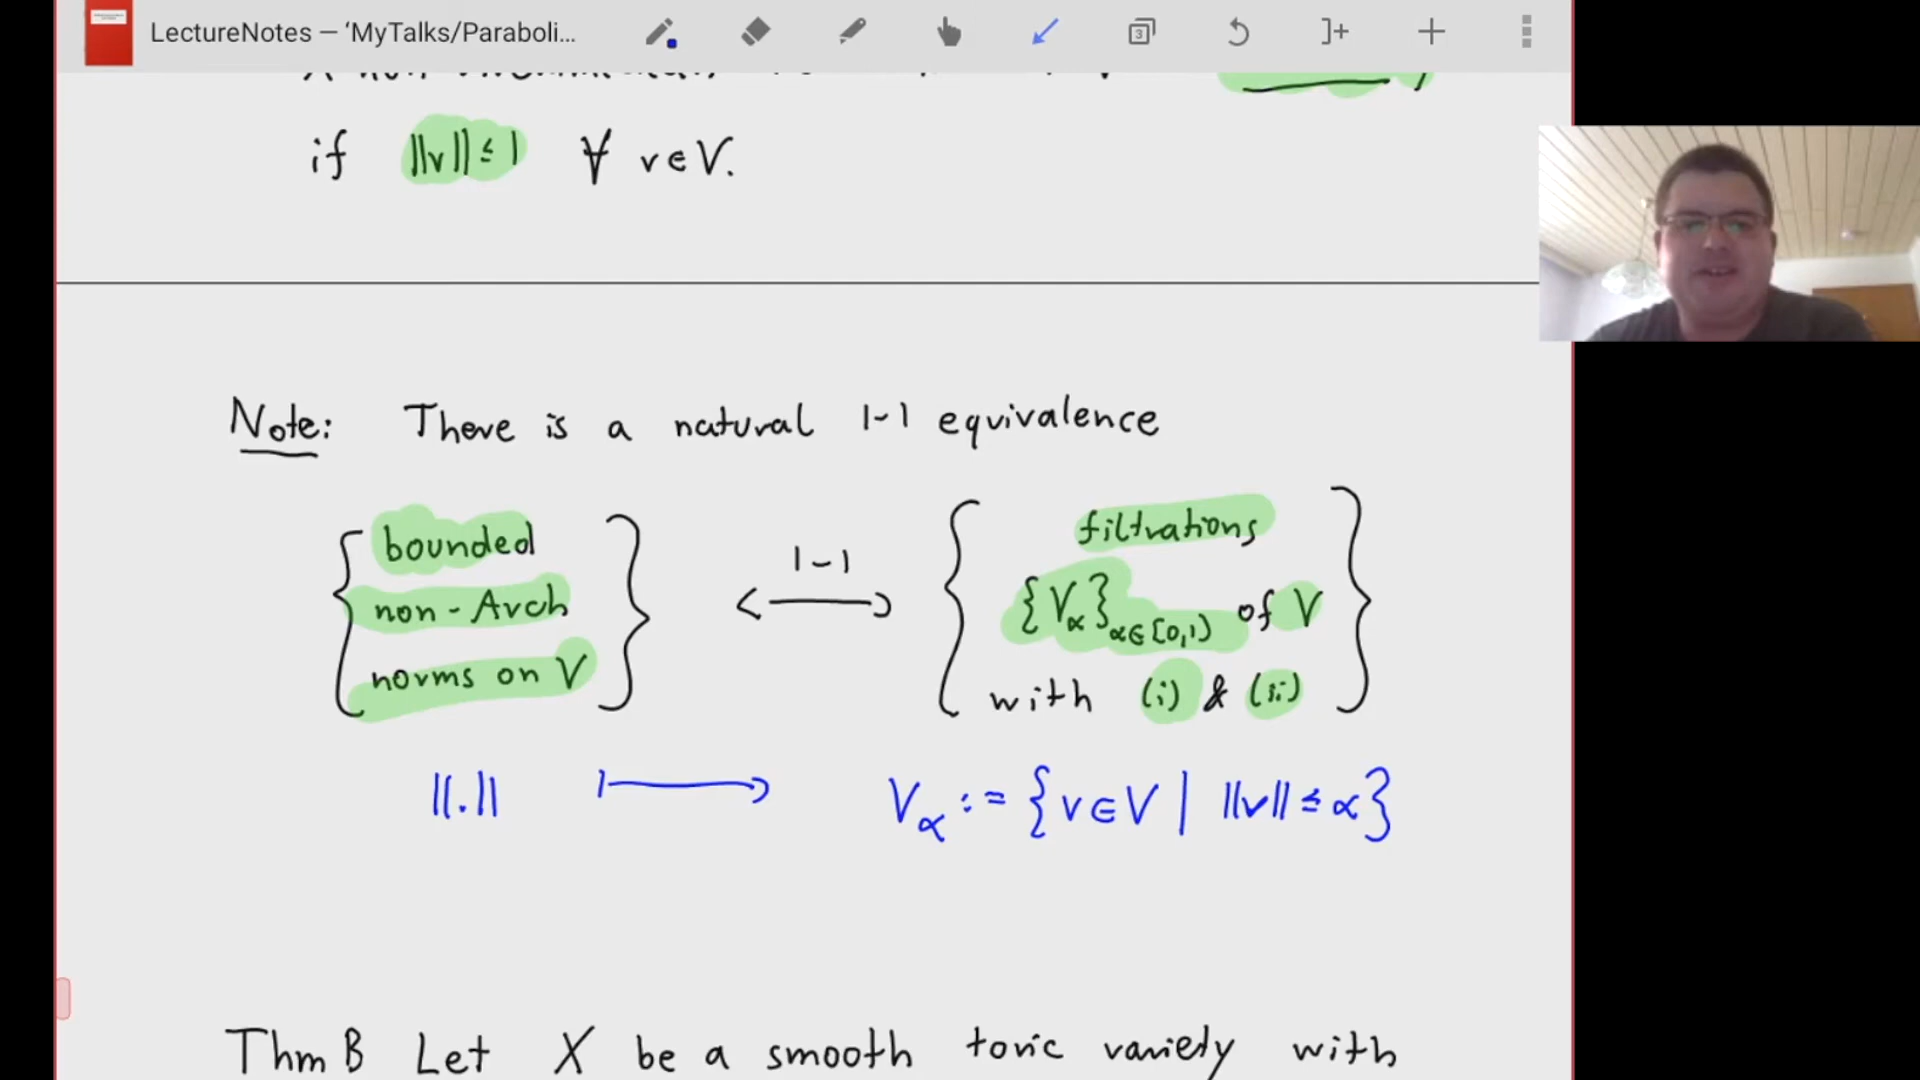 LectureNotes – ‘MyTalks/Paraboli...
3
if ||v|| ≤ 1 ∀ v∈V.
Note: There is a natural 1-1 equivalence
{ bounded non-Arch norms on V } <—1-1—> { filtrations {V_α}_{α∈[0,1)} of V with (i) & (ii) }
||.|| ↦ V_α := {v∈V | ||v|| ≤ α}
Thm B Let X be a smooth toric variety with